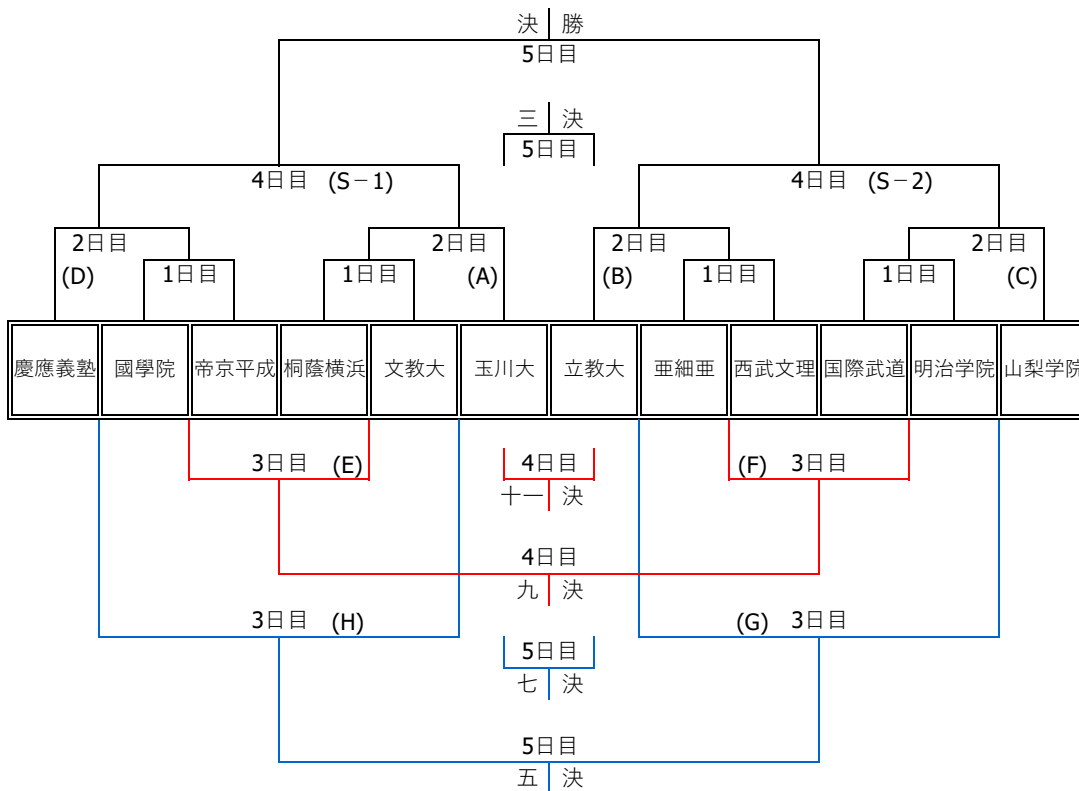 決 勝
5日目
三 決
5日目
4日目 (S－1)
4日目 (S－2)
2日目
2日目
2日目
2日目
(D)
1日目
1日目
(A)
(B)
1日目
1日目
(C)
慶應義塾 國學院 帝京平成 桐蔭横浜 文教大 玉川大 立教大 亜細亜 西武文理 国際武道 明治学院 山梨学院
3日目 (E)
4日目
(F) 3日目
十一 決
4日目
九 決
3日目 (H)
(G) 3日目
5日目
七 決
5日目
五 決